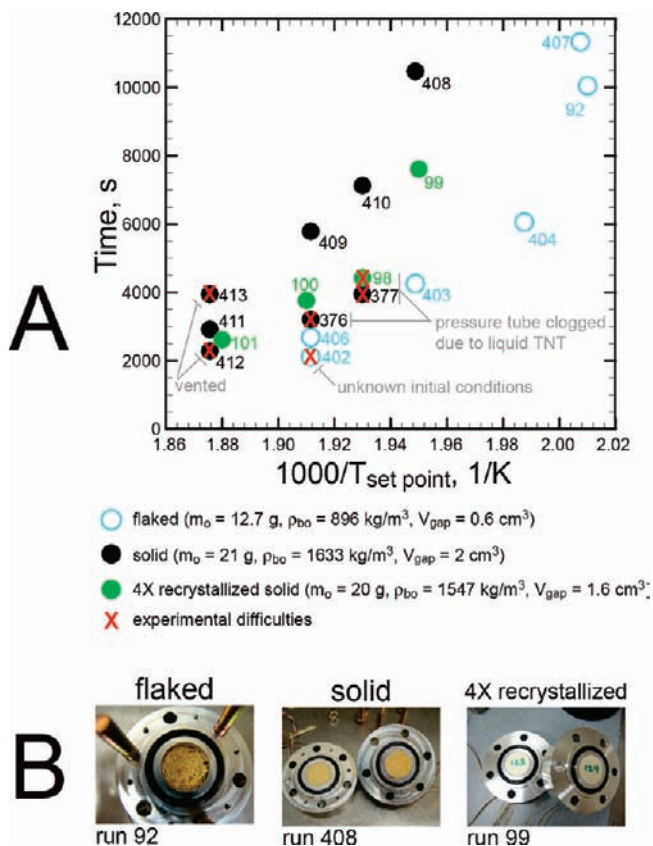 A
Time, s
12000
10000
8000
6000
4000
2000
0
407
92
408
99
410
404
409
98
403
100
377
413
376
411
406
101
402
412
pressure tube clogged
due to liquid TNT
vented
unknown initial conditions
1.86 1.88 1.90 1.92 1.94 1.96 1.98 2.00 2.02
1000/Tset point, 1/K
flaked (mo = 12.7 g, ρbo = 896 kg/m³, Vgap = 0.6 cm³)
solid (mo = 21 g, ρbo = 1633 kg/m³, Vgap = 2 cm³)
4X recrystallized solid (mo = 20 g, ρbo = 1547 kg/m³, Vgap = 1.6 cm³)
X experimental difficulties
B
flaked solid 4X recrystallized
run 92 run 408 run 99